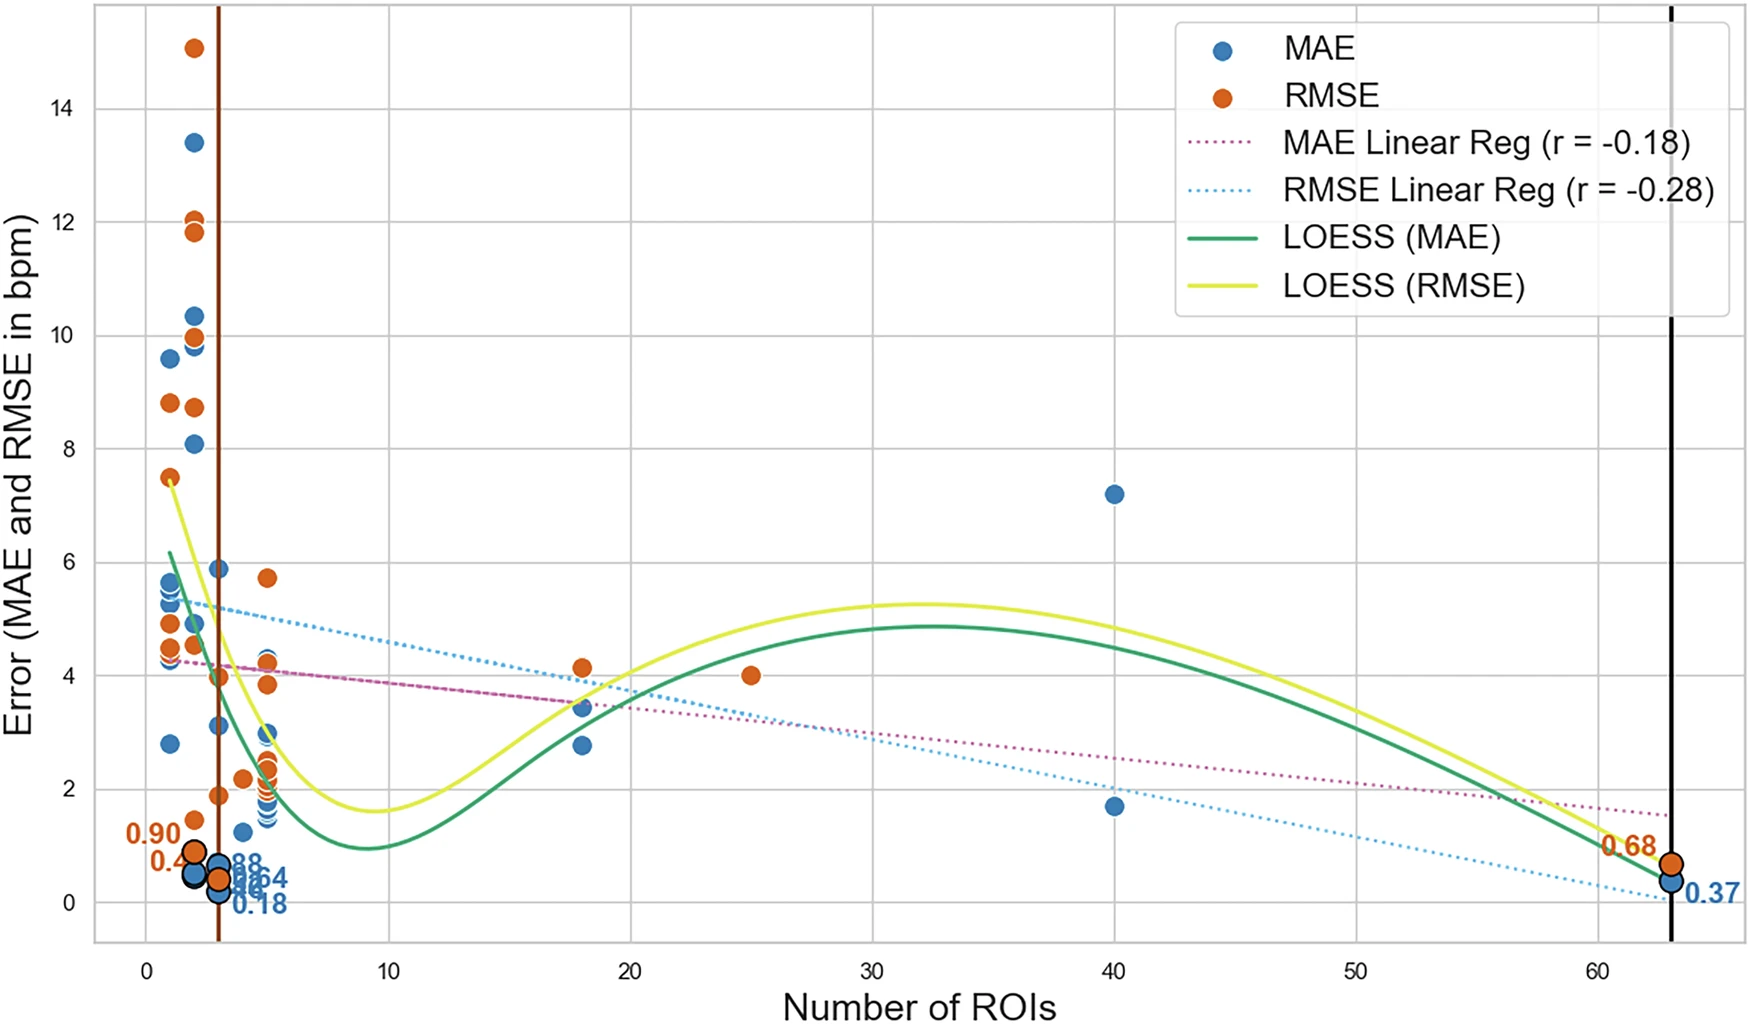 MAE
RMSE
MAE Linear Reg (r = -0.18)
RMSE Linear Reg (r = -0.28)
LOESS (MAE)
LOESS (RMSE)
Error (MAE and RMSE in bpm)
14
12
10
8
6
4
2
0
0.90
0.18
0.68
0.37
0 10 20 30 40 50 60
Number of ROIs